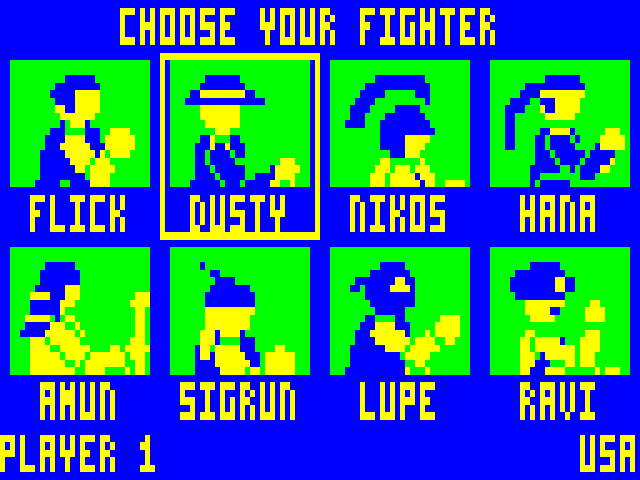 CHOOSE YOUR FIGHTER
FLICK DUSTY NIKOS HANA
AMUN SIGRUN LUPE RAVI
PLAYER 1 USA